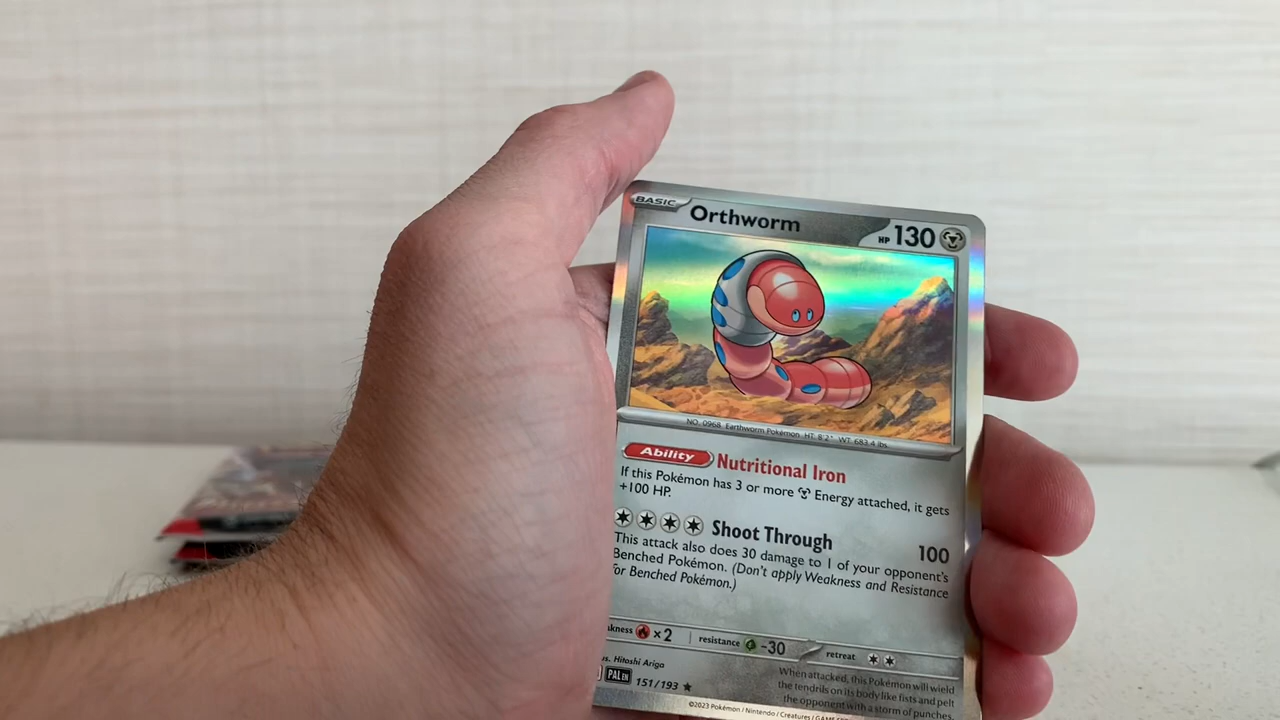 BASIC Orthworm HP 130
NO. 0968 Earthworm Pokémon HT: 8'2" WT: 683.4 lbs.
Ability Nutritional Iron
If this Pokémon has 3 or more Energy attached, it gets
+100 HP.
Shoot Through 100
This attack also does 30 damage to 1 of your opponent's
Benched Pokémon. (Don't apply Weakness and Resistance
for Benched Pokémon.)
kness ×2 resistance -30 retreat
us. Hitoshi Ariga
When attacked, this Pokémon will wield
the tendrils on its body like fists and pelt
the opponent with a storm of punches.
PAL EN 151/193 ★
©2023 Pokémon / Nintendo / Creatures / GAME